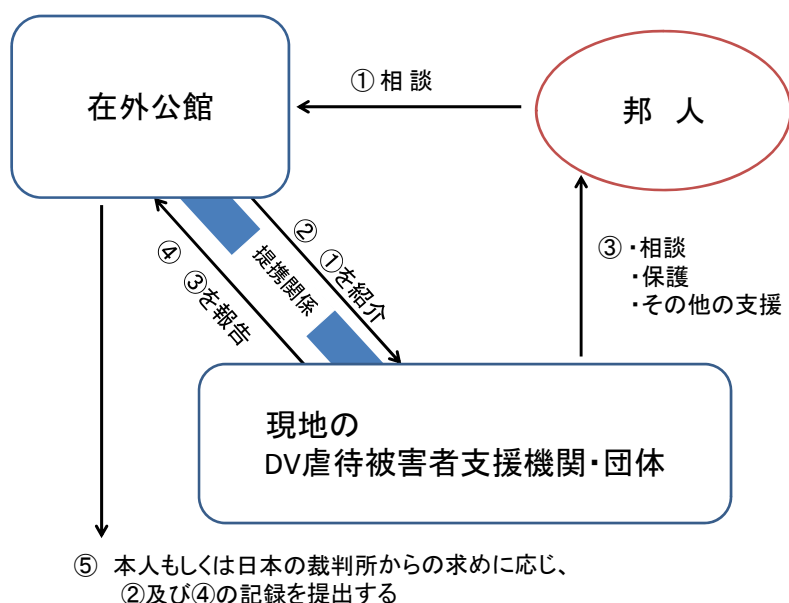 在外公館
①相 談
邦 人
② ①を紹介
提携関係
④ ③を報告
③ ・相談
・保護
・その他の支援
現地の
DV虐待被害者支援機関・団体
⑤ 本人もしくは日本の裁判所からの求めに応じ、
②及び④の記録を提出する